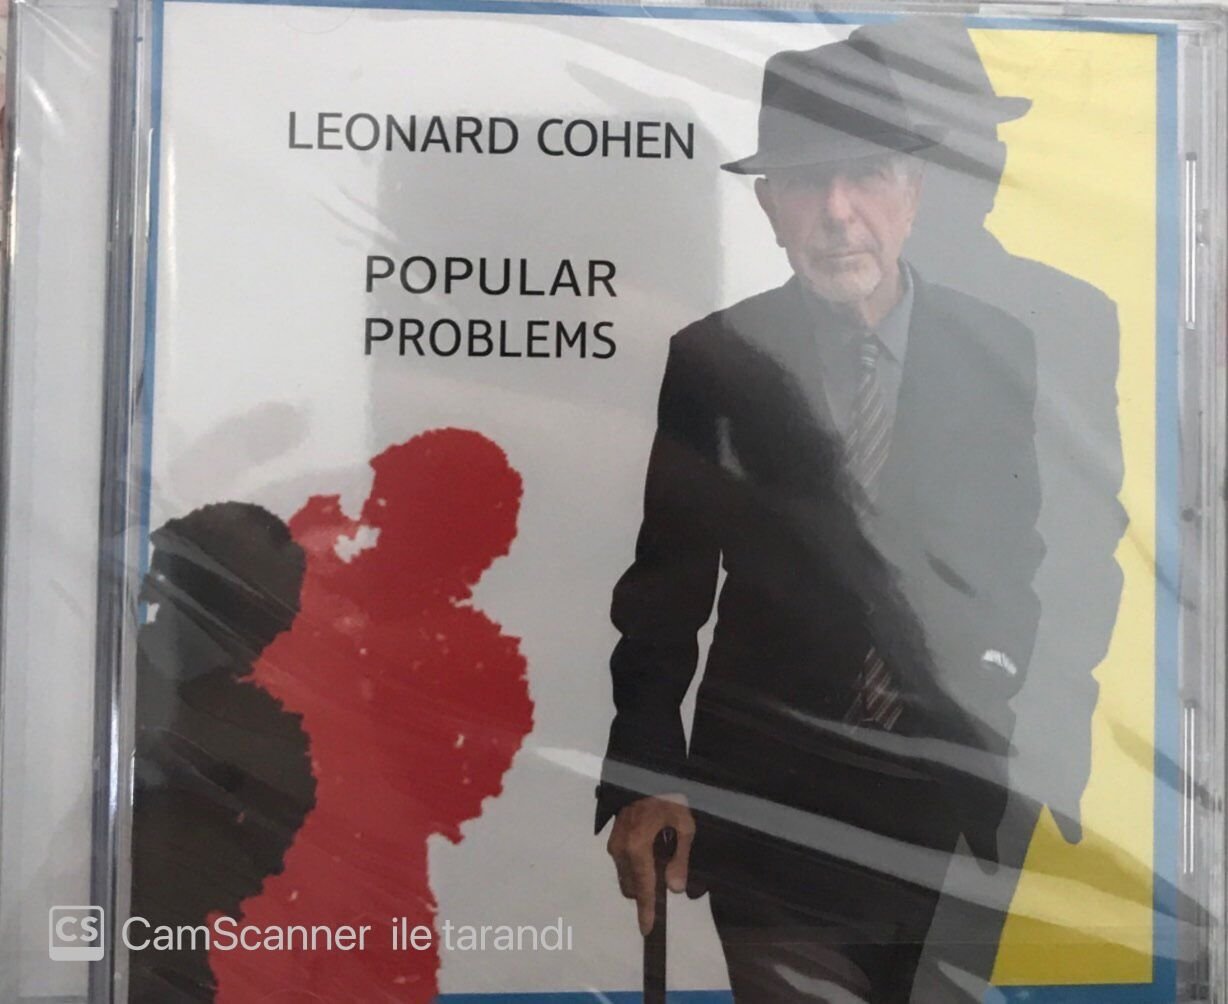 LEONARD COHEN
POPULAR
PROBLEMS
CS CamScanner ile tarandı